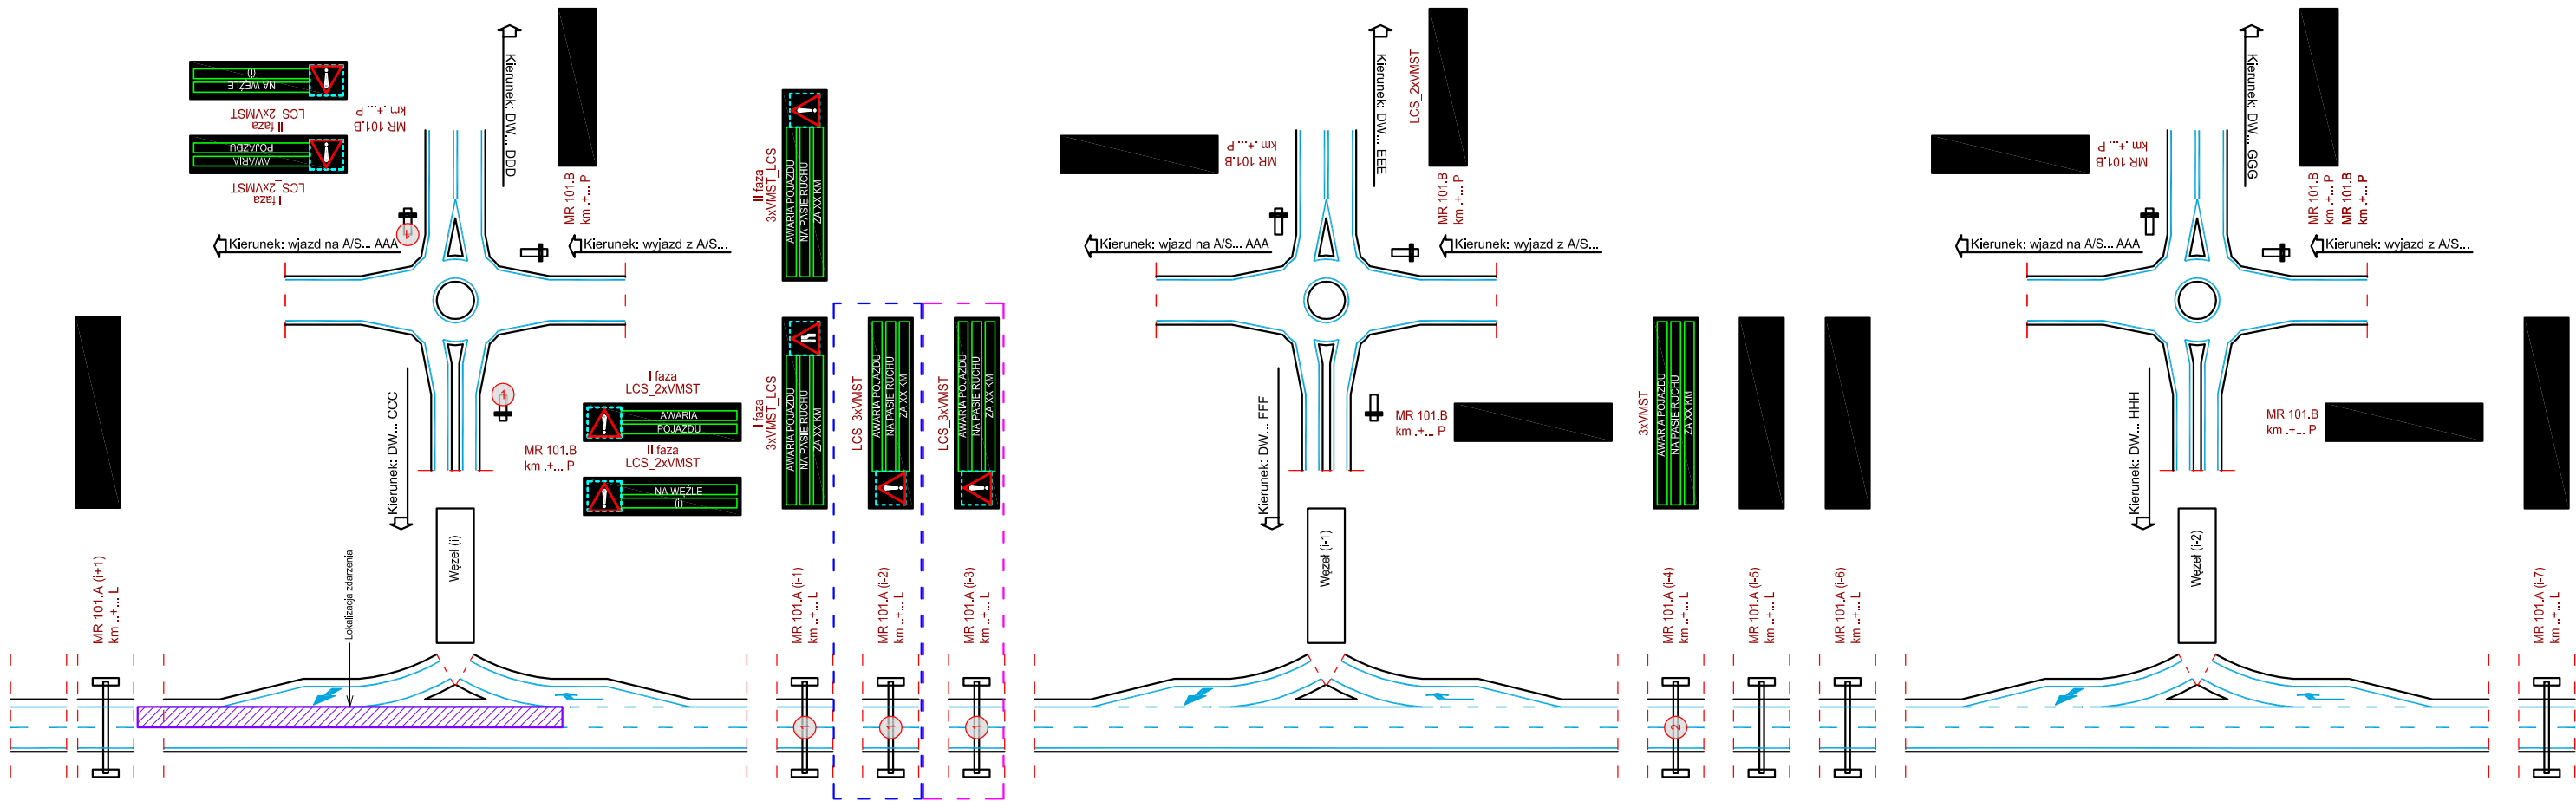 NA WĘŹLE
(i)
II faza
LCS_2xVMST
AWARIA
POJAZDU
I faza
LCS_2xVMST
MR 101.B
km .+... P
Kierunek: DW... DDD
MR 101.B
km .+... P
Kierunek: wjazd na A/S... AAA
Kierunek: wyjazd z A/S...
1
Kierunek: DW... CCC
1
I faza
LCS_2xVMST
AWARIA
POJAZDU
II faza
LCS_2xVMST
NA WĘŹLE
(i)
MR 101.B
km .+... P
II faza
3xVMST_LCS
AWARIA POJAZDU
NA PASIE RUCHU
ZA XX KM
I faza
3xVMST_LCS
AWARIA POJAZDU
NA PASIE RUCHU
ZA XX KM
LCS_3xVMST
AWARIA POJAZDU
NA PASIE RUCHU
ZA XX KM
LCS_3xVMST
AWARIA POJAZDU
NA PASIE RUCHU
ZA XX KM
MR 101.A (i+1)
km ..+... L
Lokalizacja zdarzenia
Węzeł (i)
MR 101.A (i-1)
km ..+... L
1
MR 101.A (i-2)
km ..+... L
1
MR 101.A (i-3)
km ..+... L
1
MR 101.B
km .+... P
Kierunek: DW... EEE
LCS_2xVMST
MR 101.B
km .+... P
Kierunek: wjazd na A/S... AAA
Kierunek: wyjazd z A/S...
Kierunek: DW... FFF
MR 101.B
km .+... P
Węzeł (i-1)
3xVMST
AWARIA POJAZDU
NA PASIE RUCHU
ZA XX KM
MR 101.A (i-4)
km ..+... L
2
MR 101.A (i-5)
km ..+... L
MR 101.A (i-6)
km ..+... L
MR 101.B
km .+... P
Kierunek: DW... GGG
MR 101.B
km .+... P
MR 101.B
km .+... P
Kierunek: wjazd na A/S... AAA
Kierunek: wyjazd z A/S...
Kierunek: DW... HHH
MR 101.B
km .+... P
Węzeł (i-2)
MR 101.A (i-7)
km ..+... L